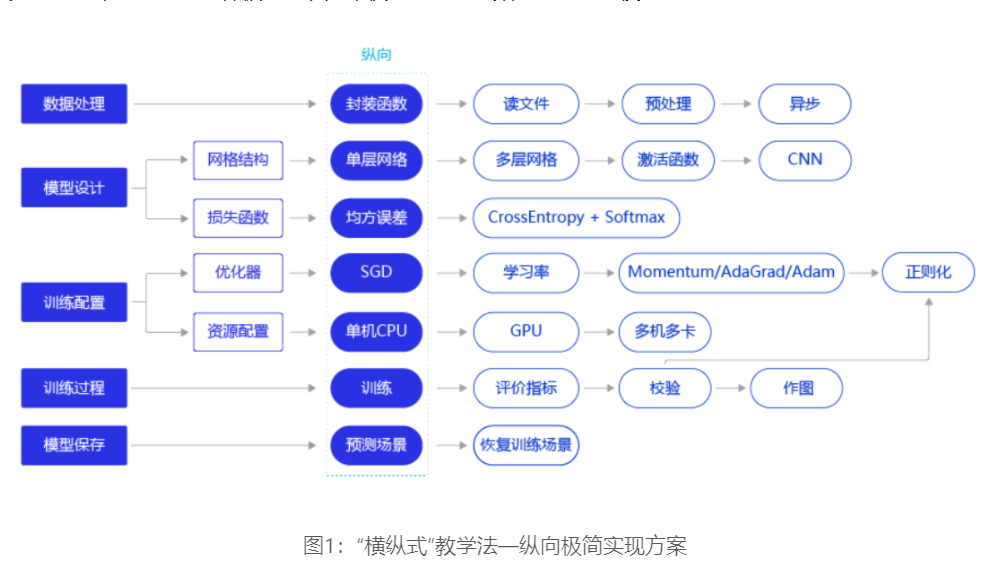 纵向
数据处理
封装函数
读文件
预处理
异步
模型设计
网格结构
单层网络
多层网格
激活函数
CNN
损失函数
均方误差
CrossEntropy + Softmax
训练配置
优化器
SGD
学习率
Momentum/AdaGrad/Adam
正则化
资源配置
单机CPU
GPU
多机多卡
训练过程
训练
评价指标
校验
作图
模型保存
预测场景
恢复训练场景
图1：“横纵式”教学法—纵向极简实现方案